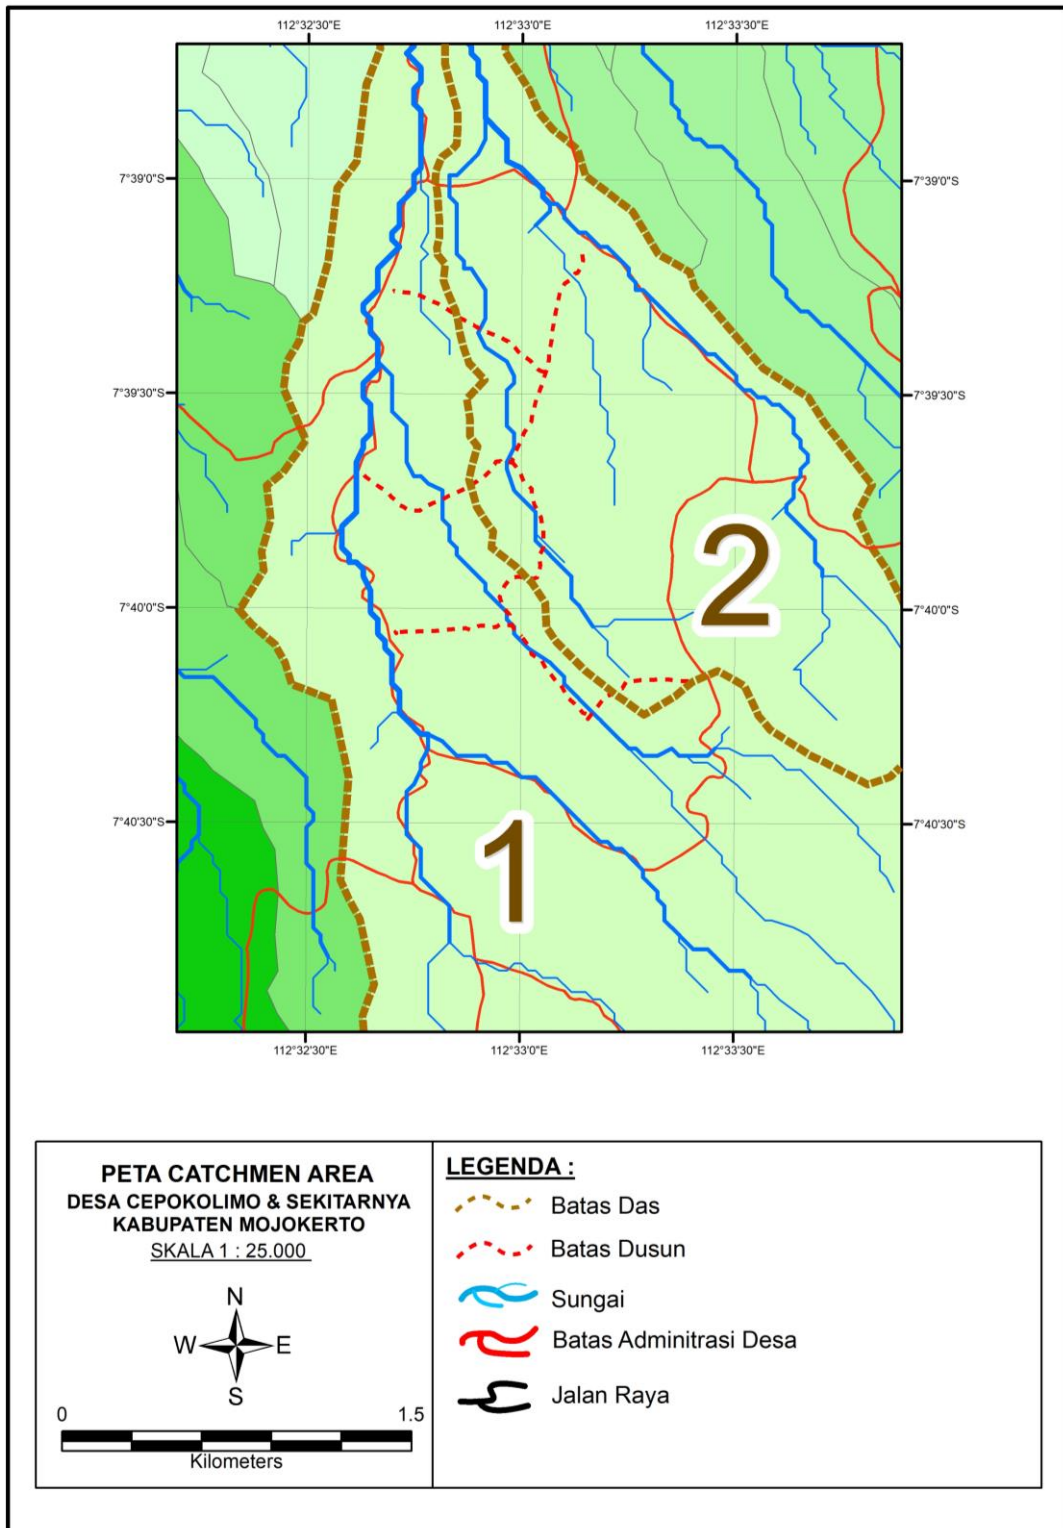 112°32'30"E 112°33'0"E 112°33'30"E
7°39'0"S 7°39'0"S
7°39'30"S 7°39'30"S
2
7°40'0"S 7°40'0"S
1
7°40'30"S 7°40'30"S
112°32'30"E 112°33'0"E 112°33'30"E
PETA CATCHMEN AREA
DESA CEPOKOLIMO & SEKITARNYA
KABUPATEN MOJOKERTO
SKALA 1 : 25.000
N
W E
S
0 1.5
Kilometers
LEGENDA :
Batas Das
Batas Dusun
Sungai
Batas Adminitrasi Desa
Jalan Raya